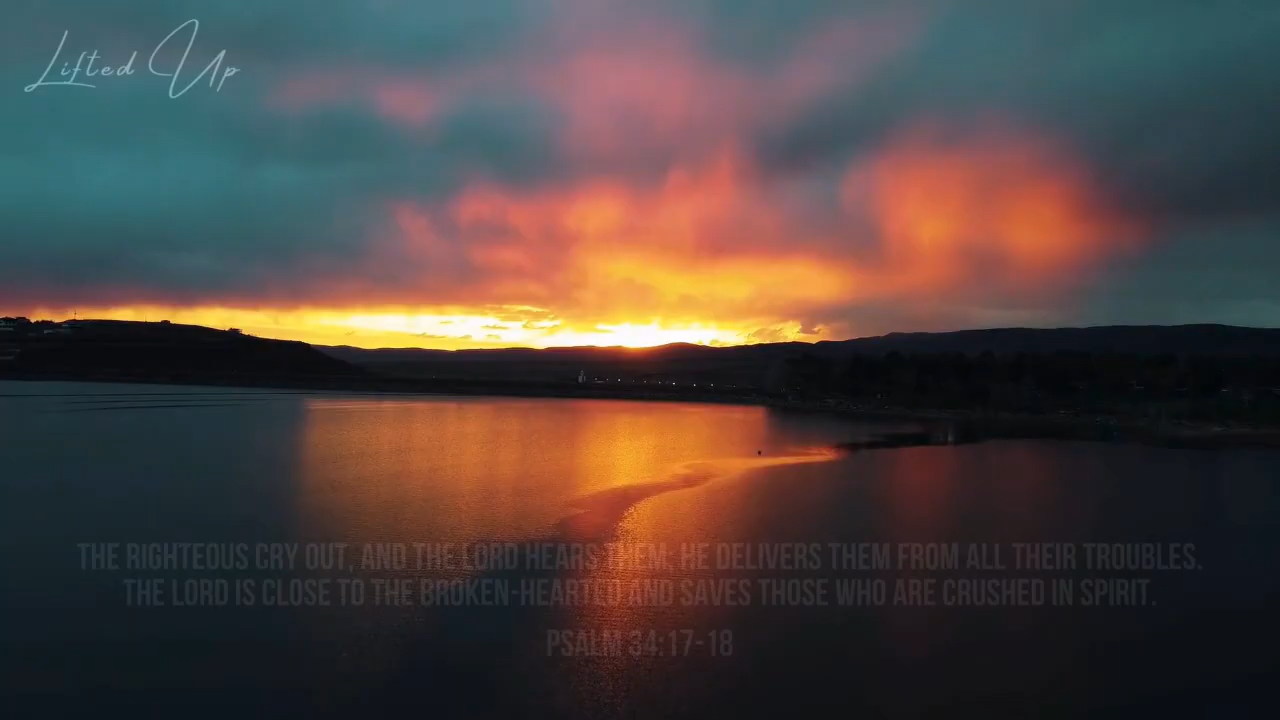 Lifted Up
THE RIGHTEOUS CRY OUT, AND THE LORD HEARS THEM; HE DELIVERS THEM FROM ALL THEIR TROUBLES.
THE LORD IS CLOSE TO THE BROKEN-HEARTED AND SAVES THOSE WHO ARE CRUSHED IN SPIRIT.
PSALM 34:17-18